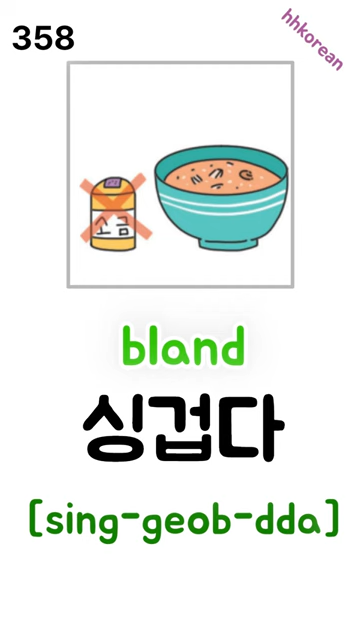 358
hhkorean
소금
bland
싱겁다
[sing-geob-dda]